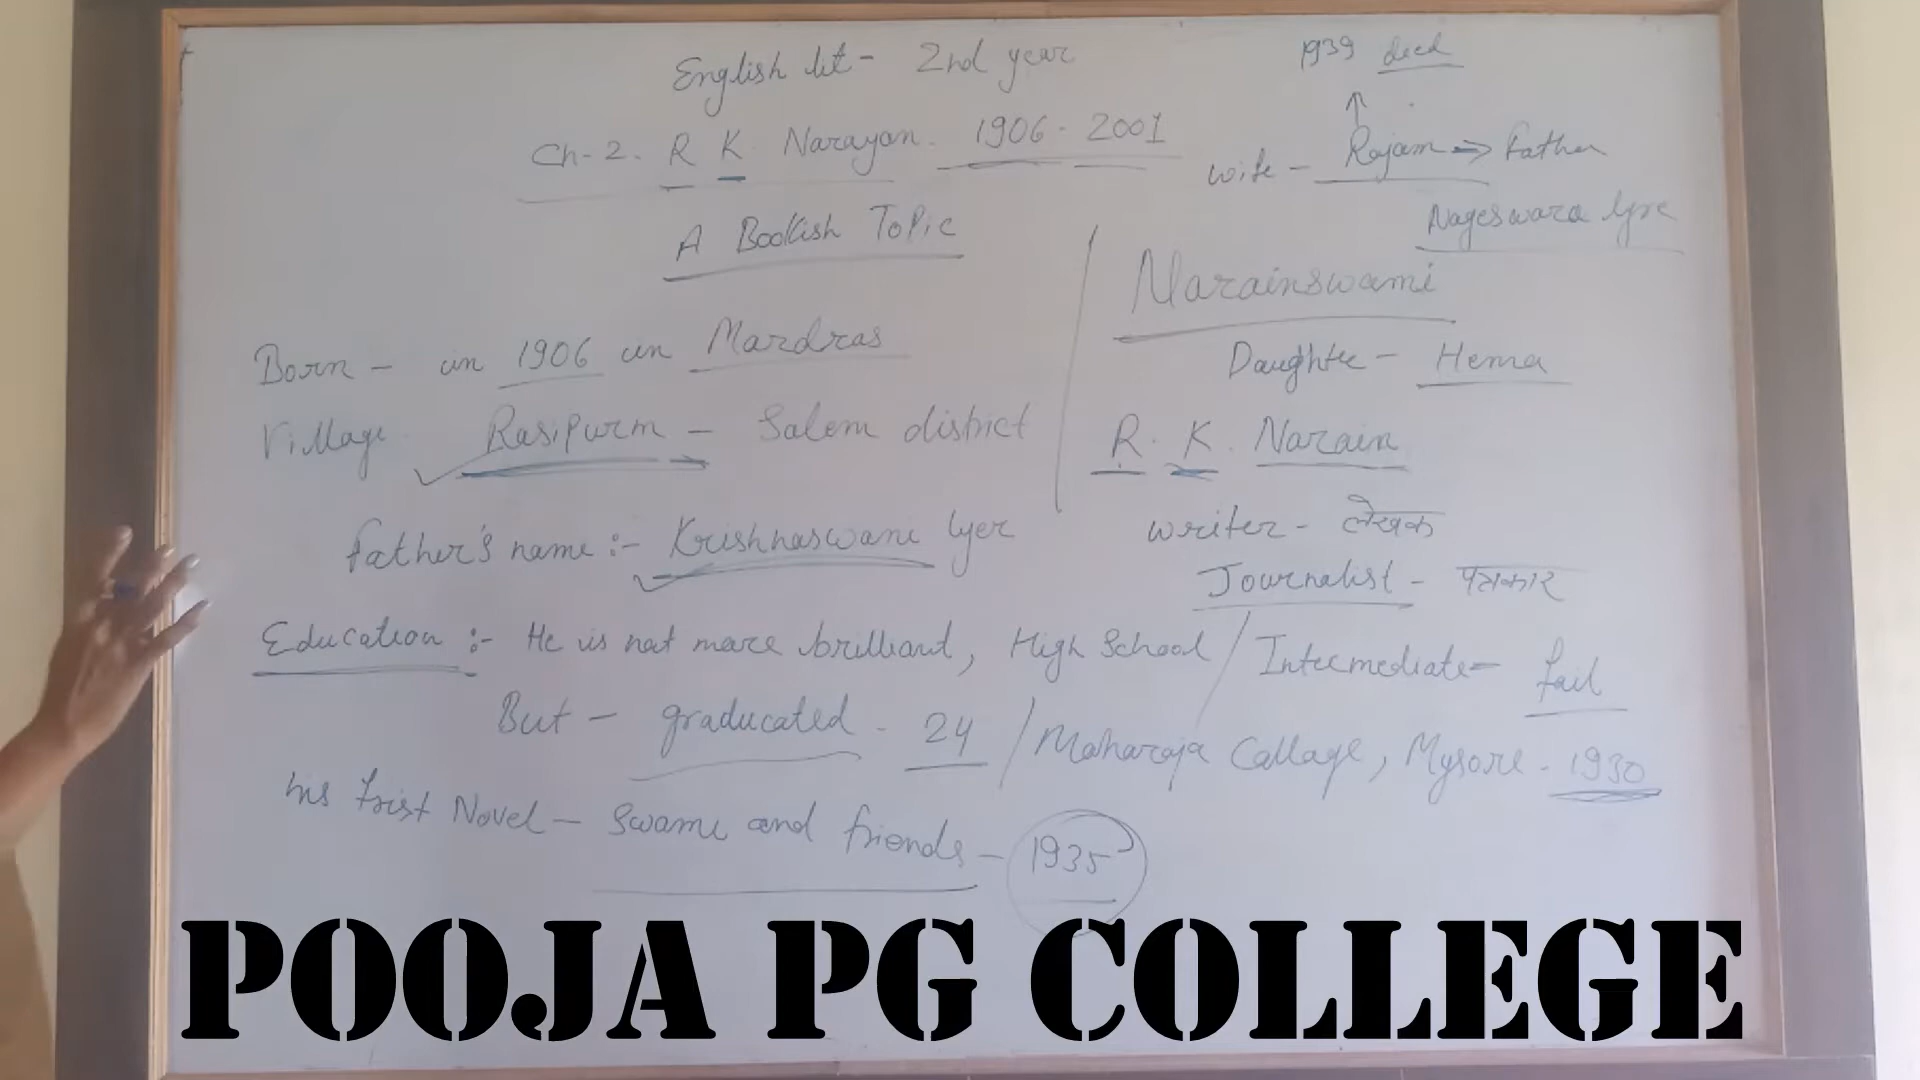 English lit - 2nd year
1939 died
↑
Ch-2. R K Narayan. 1906 - 2001
wife - Rajam => Father
Nageswara Iyre
A Bookish Topic
Narainswami
Daughte - Hema
Born - in 1906 in Mardras
Village Rasipurm - Salem district
R. K. Narain
Father's name :- Krishnaswami Iyer
writer - लेखक
Journalist - पत्रकार
Education :- He is not more brilliant, High School / Intermediate - fail
But - graducated - 24 / Maharaja Callage, Mysore - 1930
his frist Novel - Swami and friends - 1935
POOJA PG COLLEGE